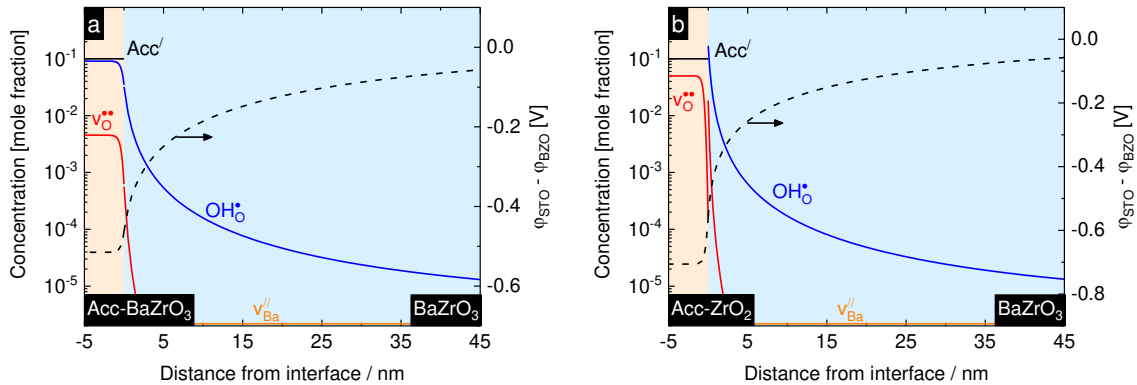 a
Acc/
v••O
OH•O
v//Ba
Acc-BaZrO3
BaZrO3
10-1
10-2
10-3
10-4
10-5
Concentration [mole fraction]
0.0
-0.2
-0.4
-0.6
φSTO - φBZO [V]
-5 5 15 25 35 45
Distance from interface / nm
b
Acc/
v••O
OH•O
v//Ba
Acc-ZrO2
BaZrO3
10-1
10-2
10-3
10-4
10-5
Concentration [mole fraction]
0.0
-0.2
-0.4
-0.6
-0.8
φSTO - φBZO [V]
-5 5 15 25 35 45
Distance from interface / nm